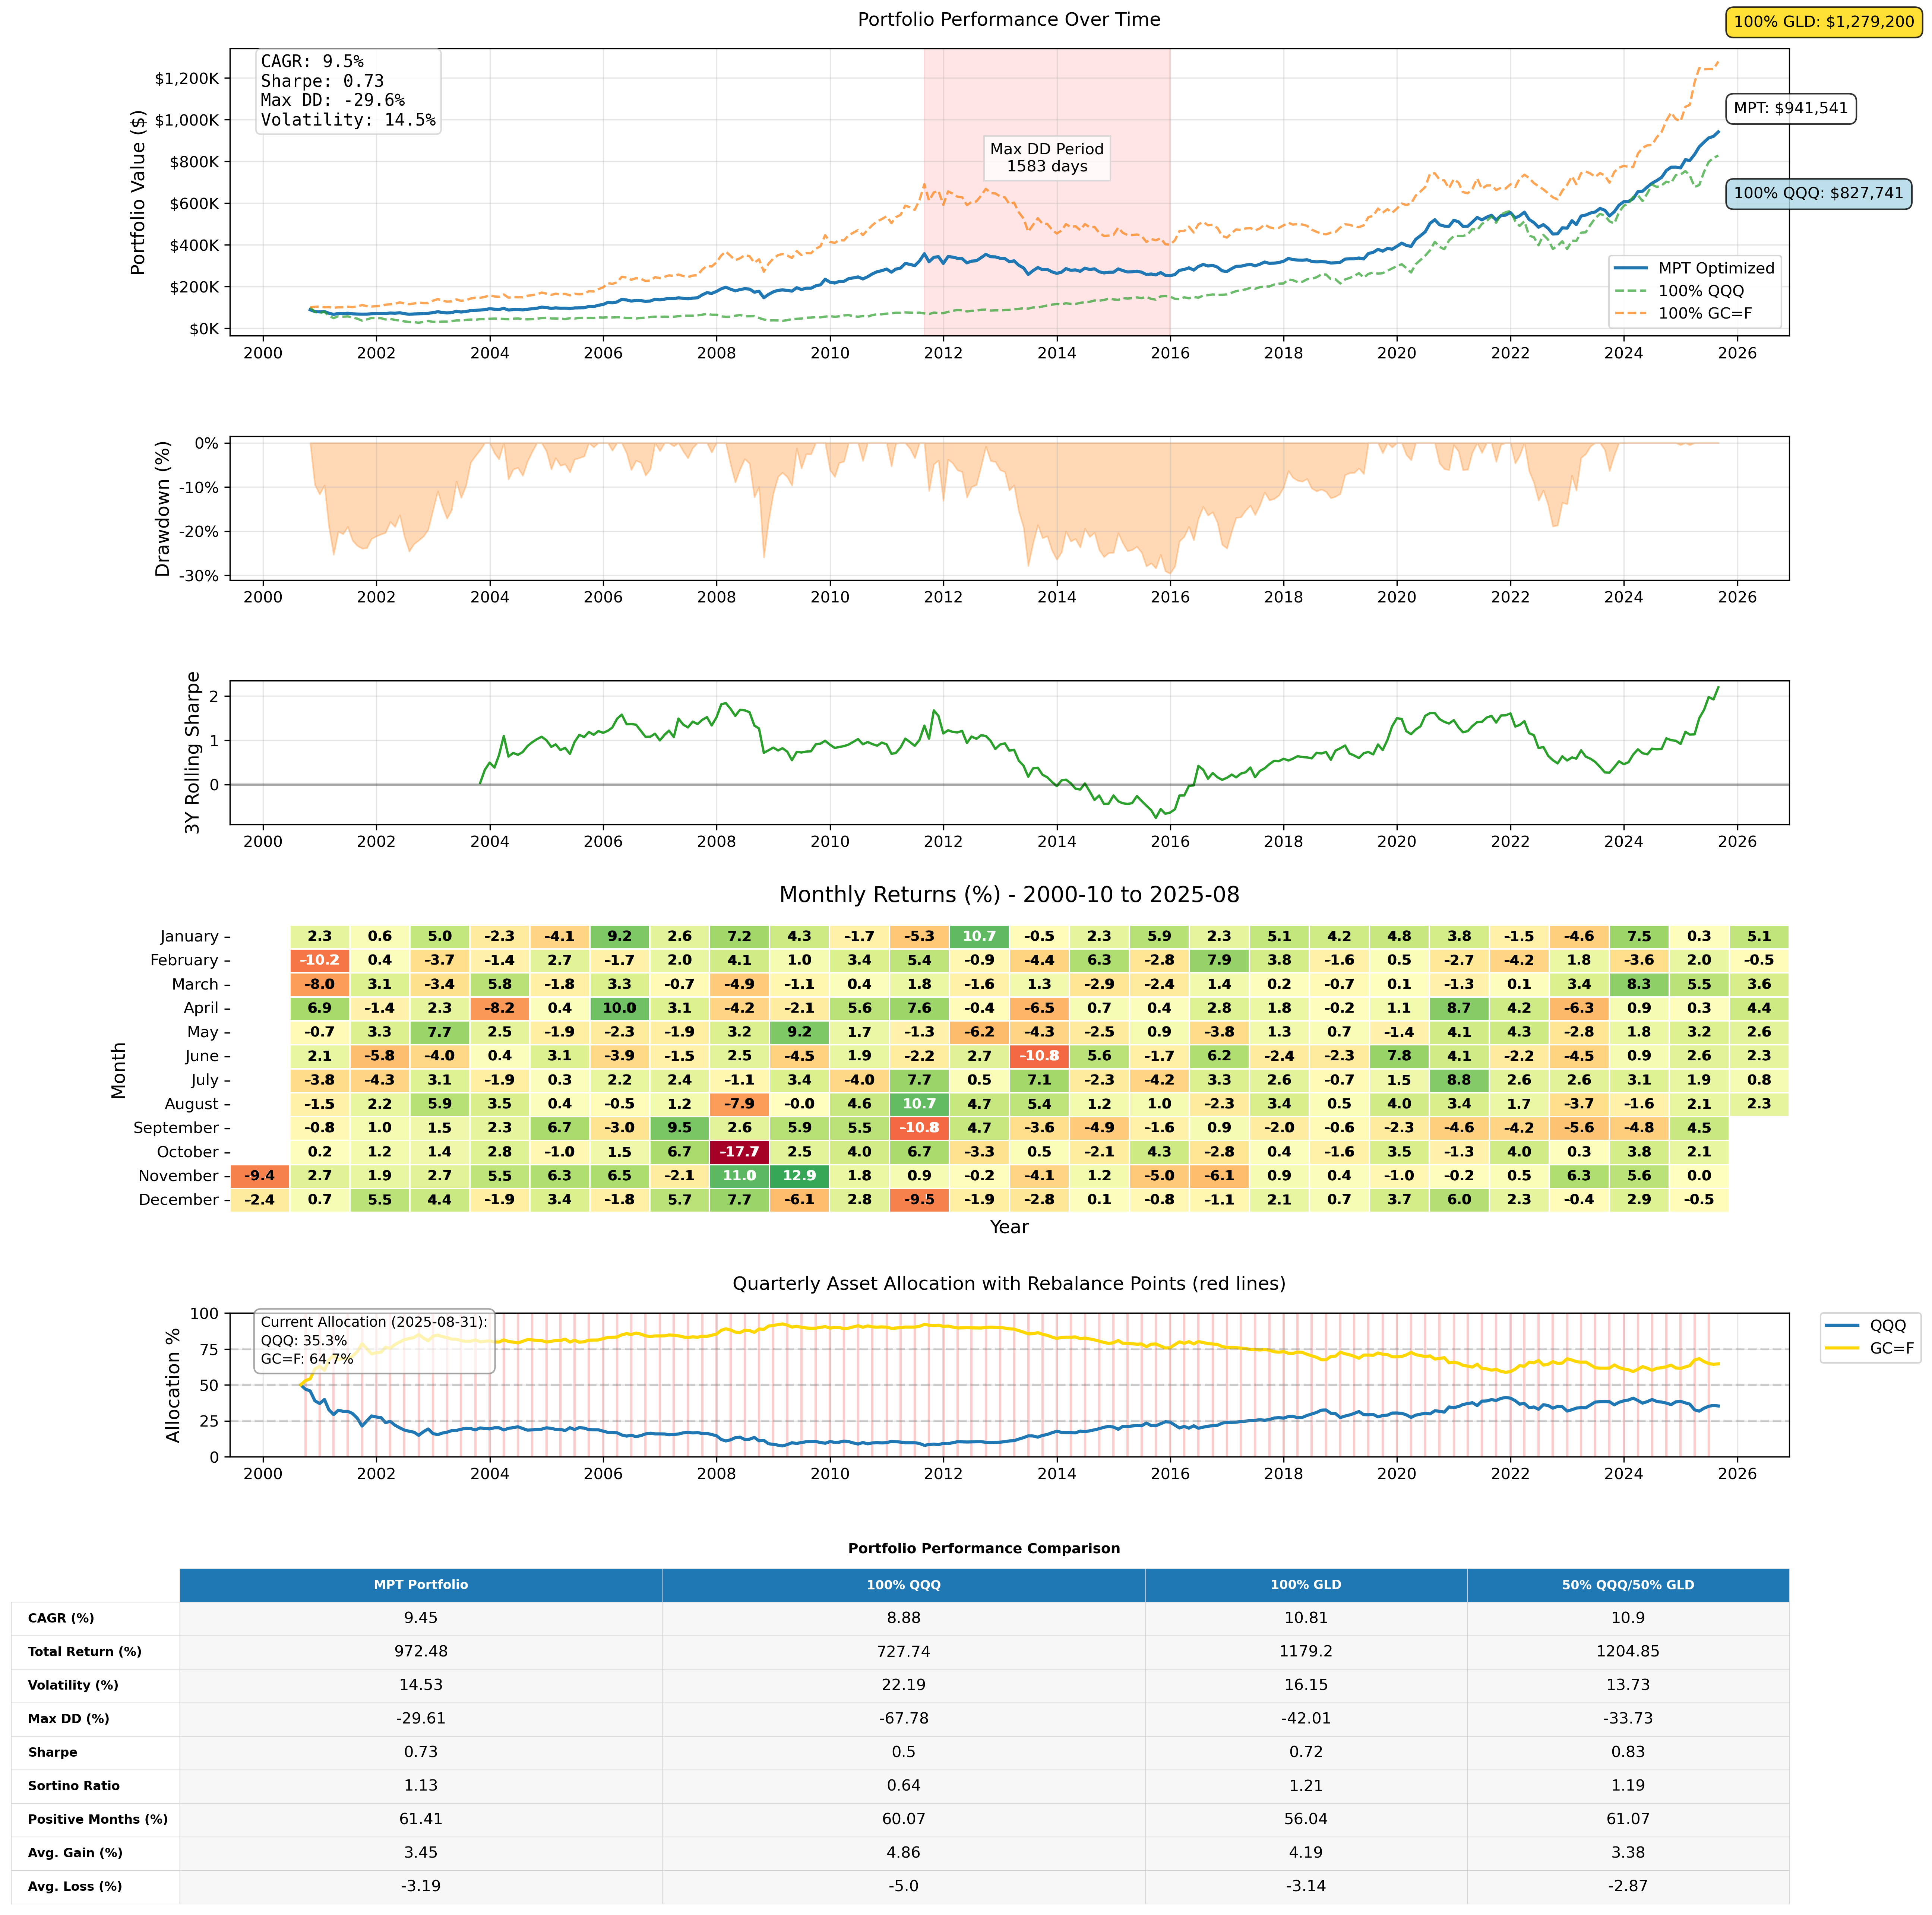 Portfolio Performance Over Time
100% GLD: $1,279,200
CAGR: 9.5%
Sharpe: 0.73
Max DD: -29.6%
Volatility: 14.5%
Max DD Period
1583 days
MPT: $941,541
100% QQQ: $827,741
Portfolio Value ($)
$1,200K
$1,000K
$800K
$600K
$400K
$200K
$0K
MPT Optimized
100% QQQ
100% GC=F
2000 2002 2004 2006 2008 2010 2012 2014 2016 2018 2020 2022 2024 2026
Drawdown (%)
0%
-10%
-20%
-30%
2000 2002 2004 2006 2008 2010 2012 2014 2016 2018 2020 2022 2024 2026
3Y Rolling Sharpe
2
1
0
2000 2002 2004 2006 2008 2010 2012 2014 2016 2018 2020 2022 2024 2026
Monthly Returns (%) - 2000-10 to 2025-08
Month
January 2.3 0.6 5.0 -2.3 -4.1 9.2 2.6 7.2 4.3 -1.7 -5.3 10.7 -0.5 2.3 5.9 2.3 5.1 4.2 4.8 3.8 -1.5 -4.6 7.5 0.3 5.1
February -10.2 0.4 -3.7 -1.4 2.7 -1.7 2.0 4.1 1.0 3.4 5.4 -0.9 -4.4 6.3 -2.8 7.9 3.8 -1.6 0.5 -2.7 -4.2 1.8 -3.6 2.0 -0.5
March -8.0 3.1 -3.4 5.8 -1.8 3.3 -0.7 -4.9 -1.1 0.4 1.8 -1.6 1.3 -2.9 -2.4 1.4 0.2 -0.7 0.1 -1.3 0.1 3.4 8.3 5.5 3.6
April 6.9 -1.4 2.3 -8.2 0.4 10.0 3.1 -4.2 -2.1 5.6 7.6 -0.4 -6.5 0.7 0.4 2.8 1.8 -0.2 1.1 8.7 4.2 -6.3 0.9 0.3 4.4
May -0.7 3.3 7.7 2.5 -1.9 -2.3 -1.9 3.2 9.2 1.7 -1.3 -6.2 -4.3 -2.5 0.9 -3.8 1.3 0.7 -1.4 4.1 4.3 -2.8 1.8 3.2 2.6
June 2.1 -5.8 -4.0 0.4 3.1 -3.9 -1.5 2.5 -4.5 1.9 -2.2 2.7 -10.8 5.6 -1.7 6.2 -2.4 -2.3 7.8 4.1 -2.2 -4.5 0.9 2.6 2.3
July -3.8 -4.3 3.1 -1.9 0.3 2.2 2.4 -1.1 3.4 -4.0 7.7 0.5 7.1 -2.3 -4.2 3.3 2.6 -0.7 1.5 8.8 2.6 2.6 3.1 1.9 0.8
August -1.5 2.2 5.9 3.5 0.4 -0.5 1.2 -7.9 -0.0 4.6 10.7 4.7 5.4 1.2 1.0 -2.3 3.4 0.5 4.0 3.4 1.7 -3.7 -1.6 2.1 2.3
September -0.8 1.0 1.5 2.3 6.7 -3.0 9.5 2.6 5.9 5.5 -10.8 4.7 -3.6 -4.9 -1.6 0.9 -2.0 -0.6 -2.3 -4.6 -4.2 -5.6 -4.8 4.5
October 0.2 1.2 1.4 2.8 -1.0 1.5 6.7 -17.7 2.5 4.0 6.7 -3.3 0.5 -2.1 4.3 -2.8 0.4 -1.6 3.5 -1.3 4.0 0.3 3.8 2.1
November -9.4 2.7 1.9 2.7 5.5 6.3 6.5 -2.1 11.0 12.9 1.8 0.9 -0.2 -4.1 1.2 -5.0 -6.1 0.9 0.4 -1.0 -0.2 0.5 6.3 5.6 0.0
December -2.4 0.7 5.5 4.4 -1.9 3.4 -1.8 5.7 7.7 -6.1 2.8 -9.5 -1.9 -2.8 0.1 -0.8 -1.1 2.1 0.7 3.7 6.0 2.3 -0.4 2.9 -0.5
Year
Quarterly Asset Allocation with Rebalance Points (red lines)
Allocation %
100
75
50
25
0
Current Allocation (2025-08-31):
QQQ: 35.3%
GC=F: 64.7%
QQQ
GC=F
2000 2002 2004 2006 2008 2010 2012 2014 2016 2018 2020 2022 2024 2026
Portfolio Performance Comparison
MPT Portfolio 100% QQQ 100% GLD 50% QQQ/50% GLD
CAGR (%) 9.45 8.88 10.81 10.9
Total Return (%) 972.48 727.74 1179.2 1204.85
Volatility (%) 14.53 22.19 16.15 13.73
Max DD (%) -29.61 -67.78 -42.01 -33.73
Sharpe 0.73 0.5 0.72 0.83
Sortino Ratio 1.13 0.64 1.21 1.19
Positive Months (%) 61.41 60.07 56.04 61.07
Avg. Gain (%) 3.45 4.86 4.19 3.38
Avg. Loss (%) -3.19 -5.0 -3.14 -2.87